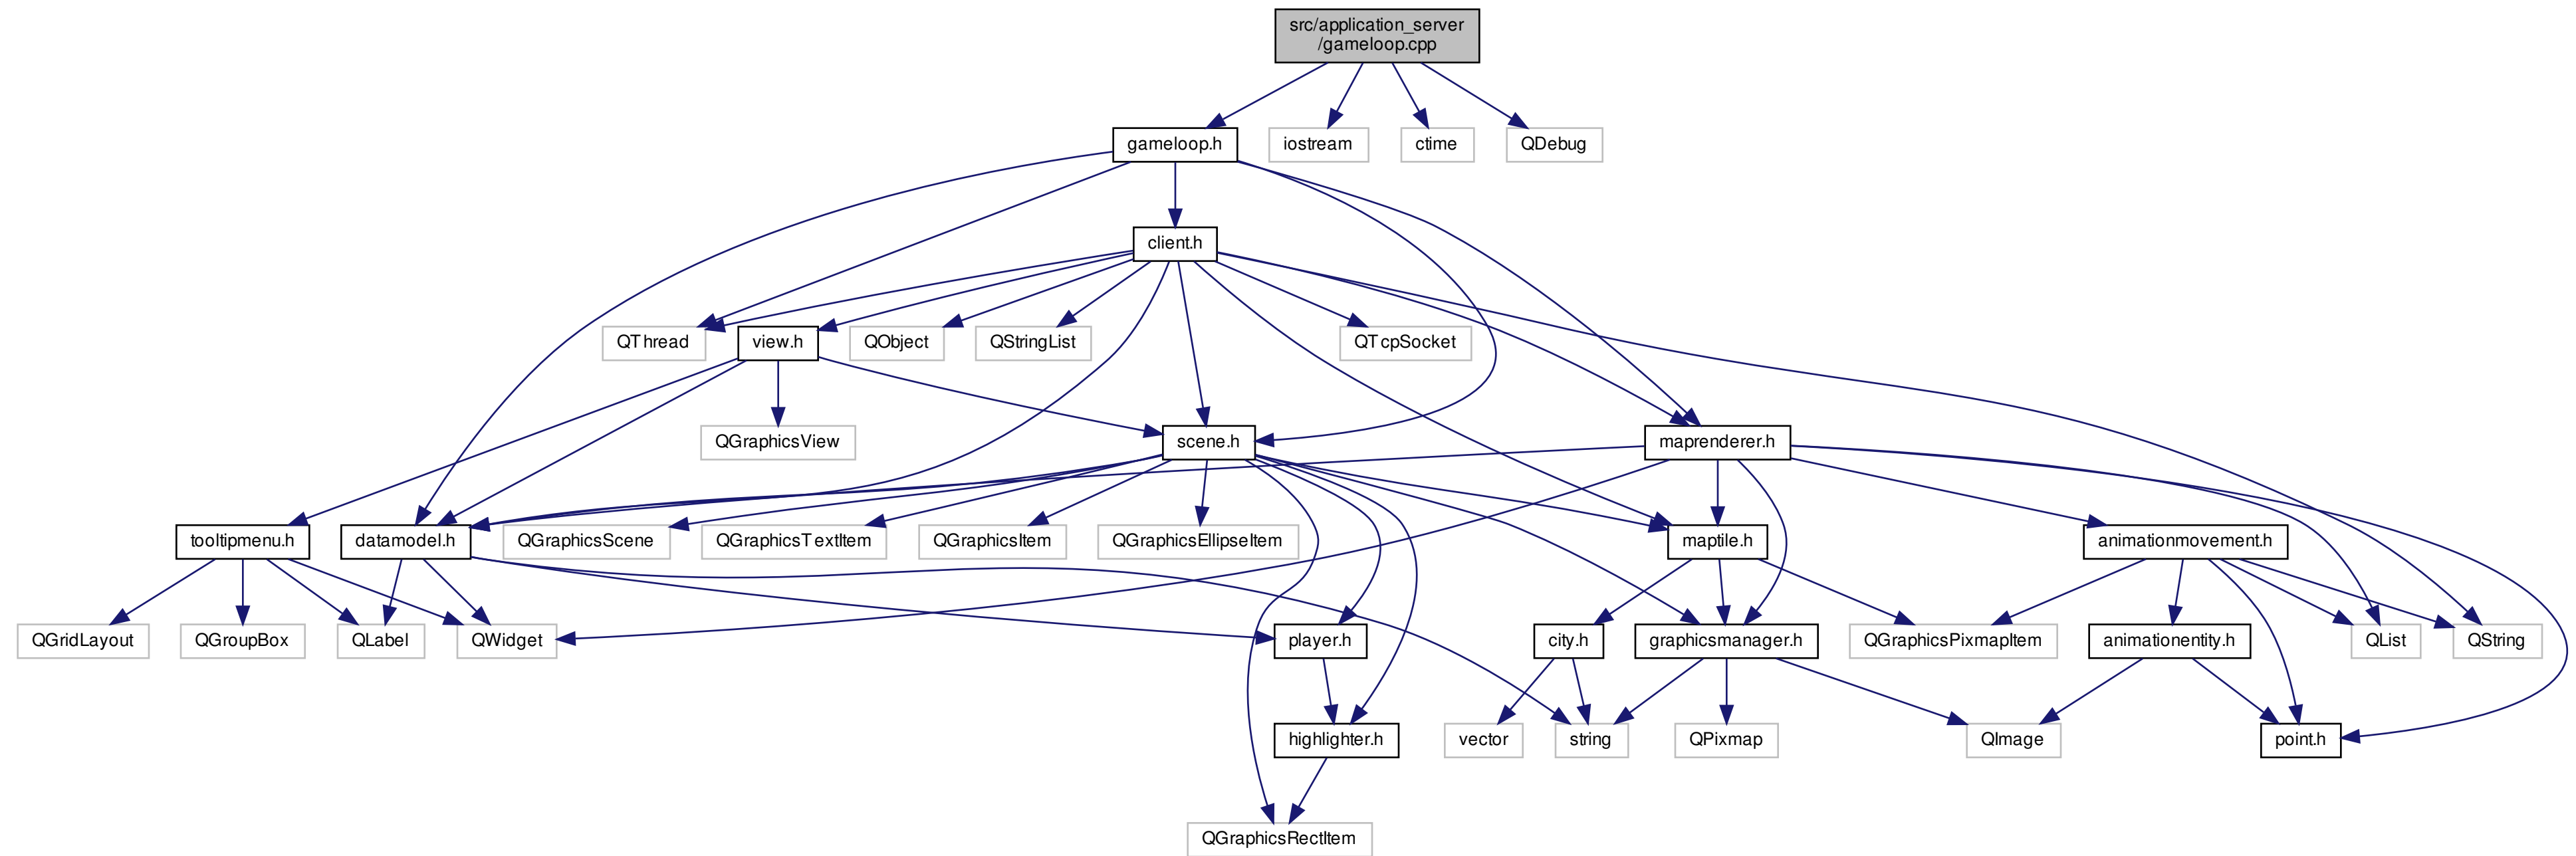 src/application_server
/gameloop.cpp
gameloop.h
iostream
ctime
QDebug
client.h
QThread
view.h
QObject
QStringList
QTcpSocket
QGraphicsView
scene.h
maprenderer.h
tooltipmenu.h
datamodel.h
QGraphicsScene
QGraphicsTextItem
QGraphicsItem
QGraphicsEllipseItem
maptile.h
animationmovement.h
QGridLayout
QGroupBox
QLabel
QWidget
player.h
city.h
graphicsmanager.h
QGraphicsPixmapItem
animationentity.h
QList
QString
highlighter.h
vector
string
QPixmap
QImage
point.h
QGraphicsRectItem